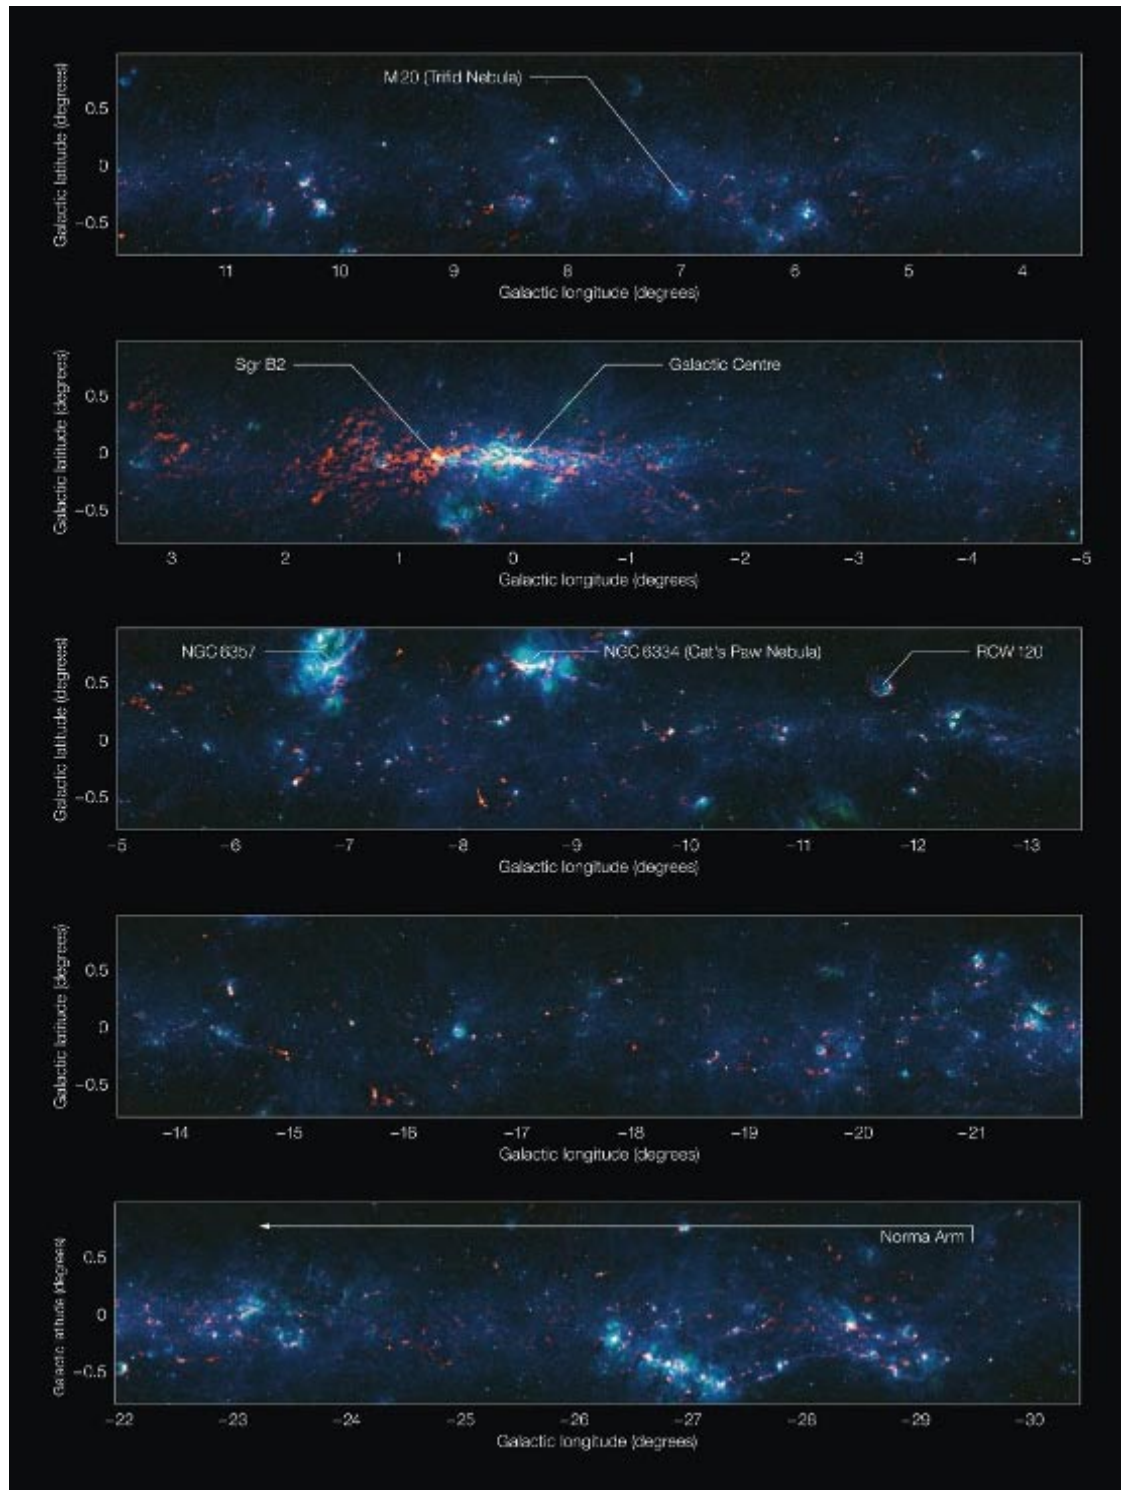 M 20 (Trifid Nebula)
Galactic latitude (degrees)
0.5
0
−0.5
11 10 9 8 7 6 5 4
Galactic longitude (degrees)
Sgr B2
Galactic Centre
Galactic latitude (degrees)
0.5
0
−0.5
3 2 1 0 −1 −2 −3 −4 −5
Galactic longitude (degrees)
NGC 6357
NGC 6334 (Cat's Paw Nebula)
RCW 120
Galactic latitude (degrees)
0.5
0
−0.5
−5 −6 −7 −8 −9 −10 −11 −12 −13
Galactic longitude (degrees)
Galactic latitude (degrees)
0.5
0
−0.5
−14 −15 −16 −17 −18 −19 −20 −21
Galactic longitude (degrees)
Norma Arm
Galactic latitude (degrees)
0.5
0
−0.5
−22 −23 −24 −25 −26 −27 −28 −29 −30
Galactic longitude (degrees)